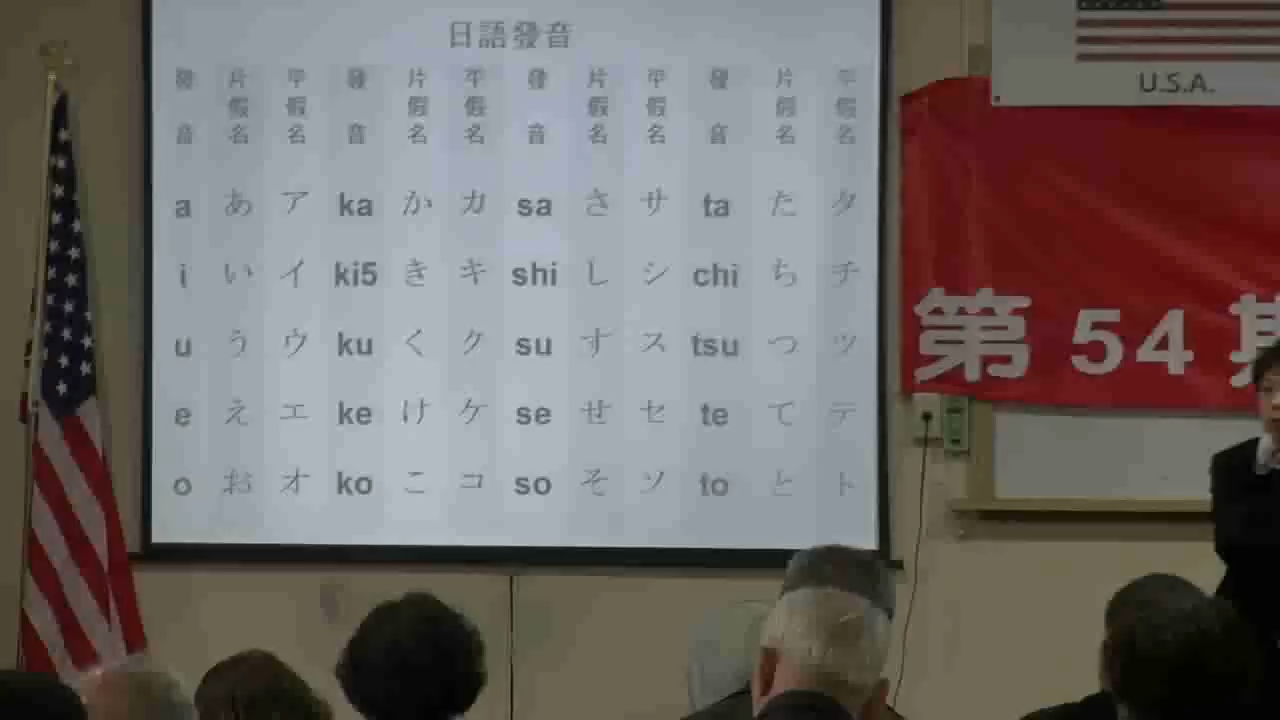 日語發音
發音 片假名 平假名 發音 片假名 平假名 發音 片假名 平假名 發音 片假名 平假名
a あ ア ka か カ sa さ サ ta た タ
i い イ ki5 き キ shi し シ chi ち チ
u う ウ ku く ク su す ス tsu つ ッ
e え エ ke け ケ se せ セ te て テ
o お オ ko こ コ so そ ソ to と ト
U.S.A.
第 54 期